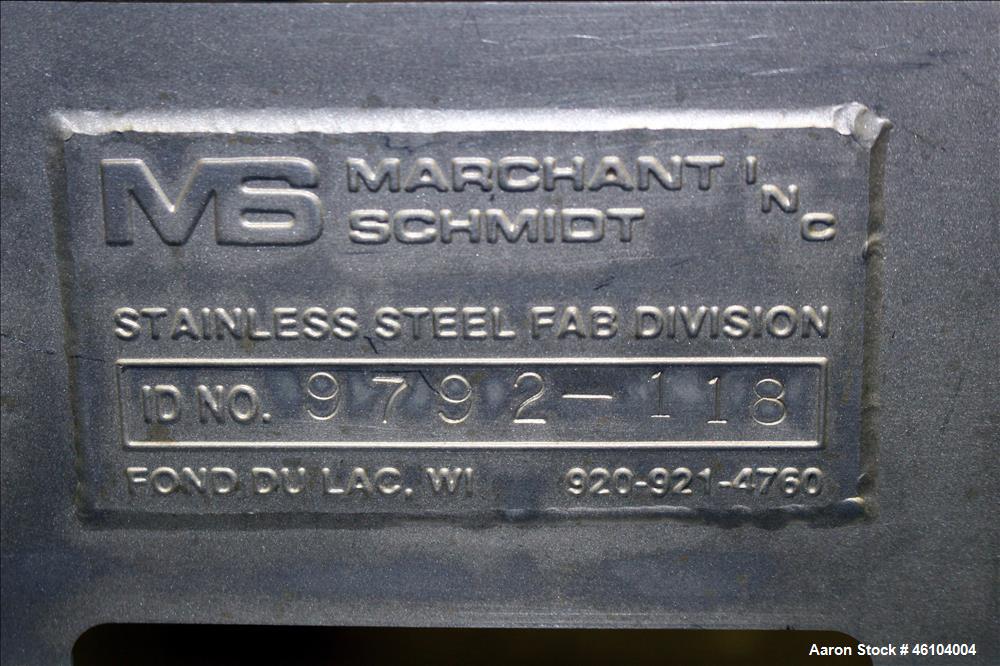 MS MARCHANT INC
SCHMIDT
STAINLESS STEEL FAB DIVISION
ID NO. 9792-118
FOND DU LAC, WI 920-921-4760
Aaron Stock # 46104004